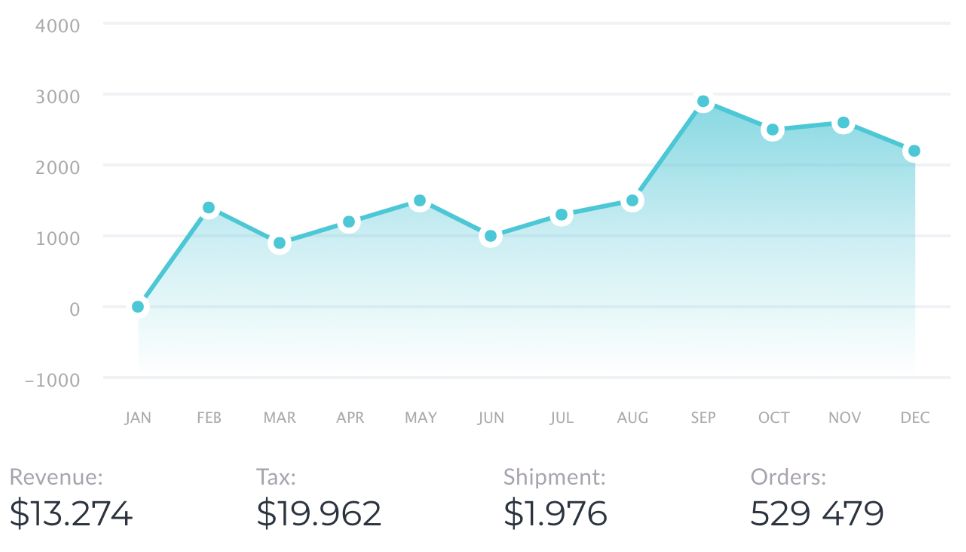 4000
3000
2000
1000
0
−1000
JAN FEB MAR APR MAY JUN JUL AUG SEP OCT NOV DEC
Revenue: Tax: Shipment: Orders:
$13.274 $19.962 $1.976 529 479